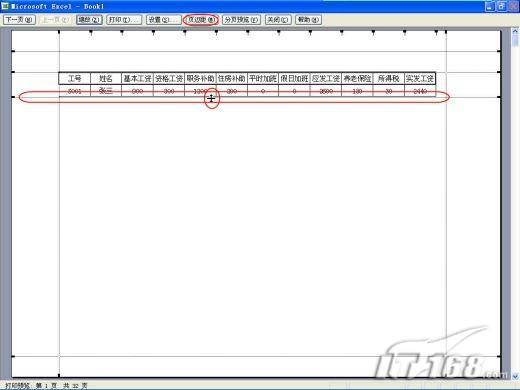 Microsoft Excel - Book1
下一页(N) 上一页(P) 缩放(Z) 打印(T)... 设置(S)... 页边距(M) 分页预览(V) 关闭(C) 帮助(H)
工号 姓名 基本工资 资格工资 职务补助 住房补助 平时加班 假日加班 应发工资 养老保险 所得税 实发工资
张三 800 300 1300 200 0 0 2600 130 30 2440
打印预览: 第 1 页 共 32 页
IT168.com